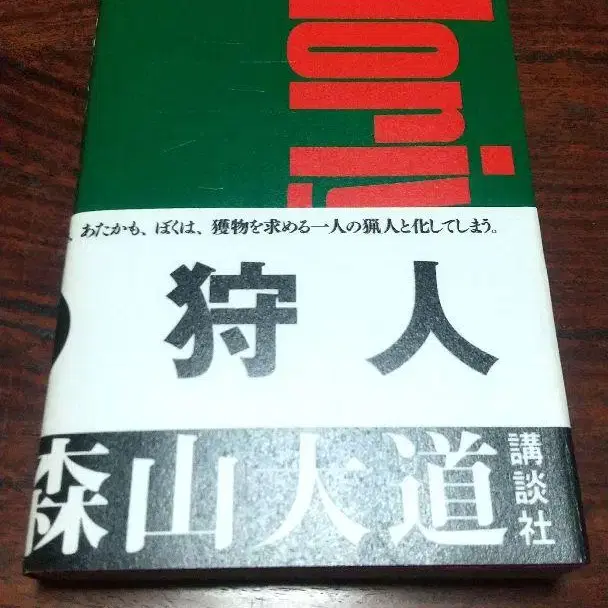 ori
、あたかも、ぼくは、獲物を求める一人の猟人と化してしまう。
狩人
森山大道
講談社